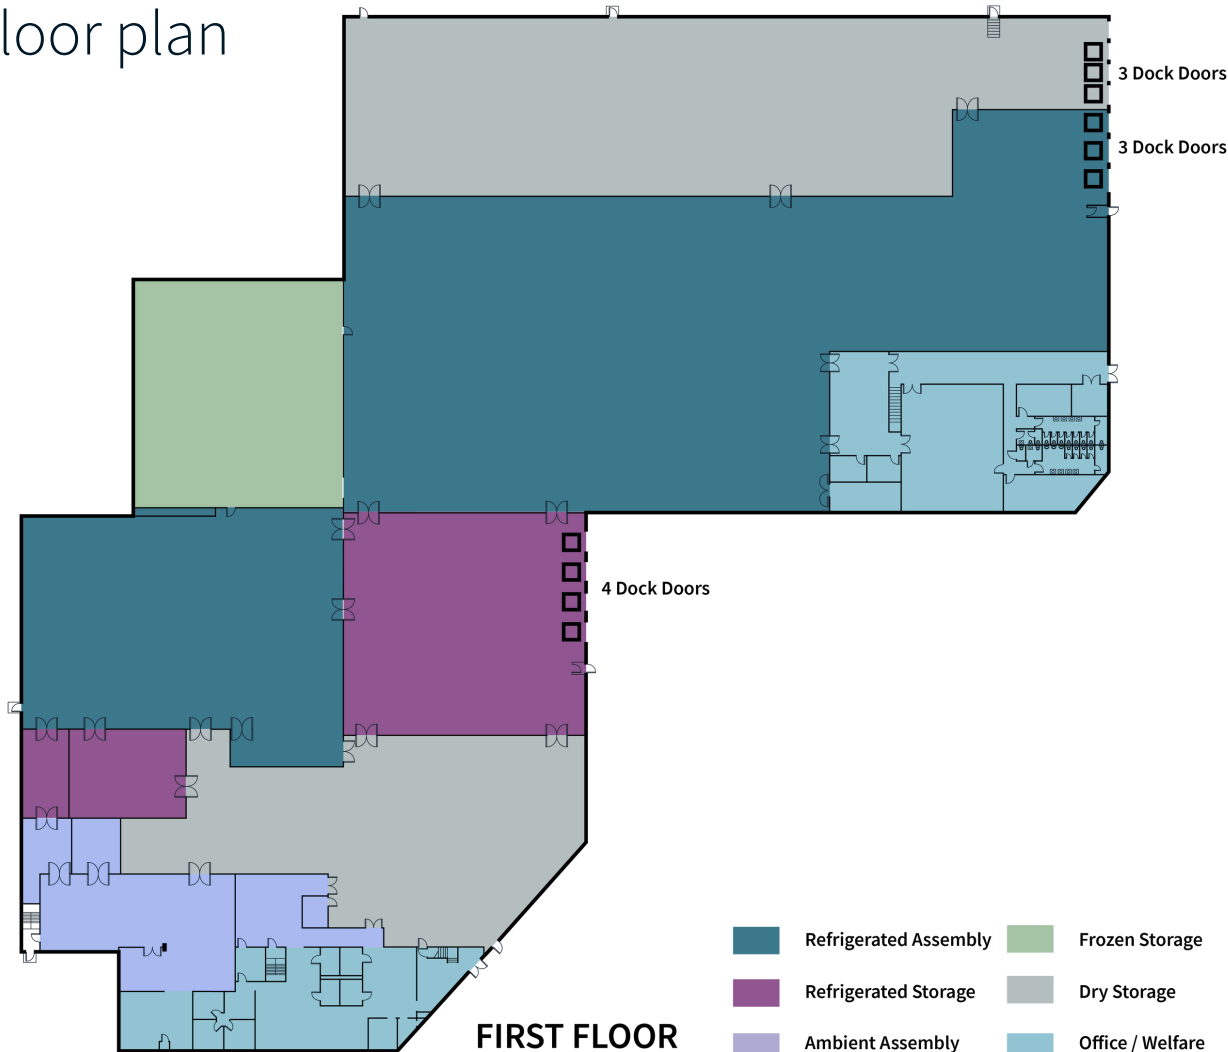 loor plan
3 Dock Doors
3 Dock Doors
4 Dock Doors
Refrigerated Assembly
Frozen Storage
Refrigerated Storage
Dry Storage
Ambient Assembly
Office / Welfare
FIRST FLOOR